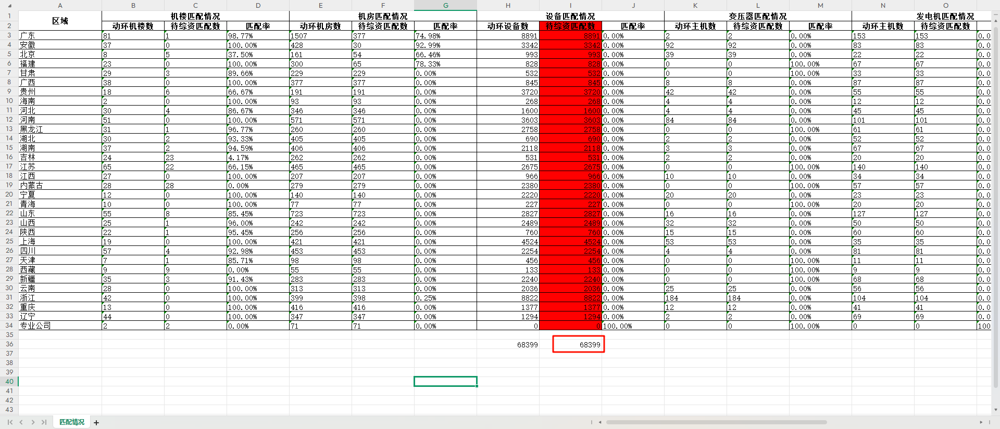 A B C D E F G H I J K L M N O
1 区域 机楼匹配情况 机房匹配情况 设备匹配情况 变压器匹配情况 发电机匹配情况
2 动环机楼数 待综资匹配数 匹配率 动环机房数 待综资匹配数 匹配率 动环设备数 待综资匹配数 匹配率 动环主机数 待综资匹配数 匹配率 动环主机数 待综资匹配数
3 广东 81 1 98.77% 1507 377 74.98% 8891 8891 0.00% 2 2 0.00% 153 153 0.0
4 安徽 37 0 100.00% 428 30 92.99% 3342 3342 0.00% 92 92 0.00% 83 83 0.0
5 北京 8 5 37.50% 161 54 66.46% 993 993 0.00% 39 39 0.00% 22 22 0.0
6 福建 23 0 100.00% 300 65 78.33% 828 828 0.00% 0 0 100.00% 67 67 0.0
7 甘肃 29 3 89.66% 229 229 0.00% 532 532 0.00% 0 0 100.00% 33 33 0.0
8 广西 38 0 100.00% 377 377 0.00% 845 845 0.00% 8 8 0.00% 87 87 0.0
9 贵州 18 6 66.67% 191 191 0.00% 3720 3720 0.00% 42 42 0.00% 55 55 0.0
10 海南 2 0 100.00% 93 93 0.00% 268 268 0.00% 4 4 0.00% 12 12 0.0
11 河北 30 4 86.67% 346 346 0.00% 1600 1600 0.00% 4 4 0.00% 45 45 0.0
12 河南 51 0 100.00% 571 571 0.00% 3603 3603 0.00% 84 84 0.00% 101 101 0.0
13 黑龙江 31 1 96.77% 260 260 0.00% 2758 2758 0.00% 0 0 100.00% 61 61 0.0
14 湖北 30 2 93.33% 405 405 0.00% 690 690 0.00% 2 2 0.00% 52 52 0.0
15 湖南 37 2 94.59% 406 406 0.00% 2118 2118 0.00% 3 3 0.00% 67 67 0.0
16 吉林 24 23 4.17% 262 262 0.00% 531 531 0.00% 2 2 0.00% 20 20 0.0
17 江苏 65 22 66.15% 465 465 0.00% 2675 2675 0.00% 0 0 100.00% 140 140 0.0
18 江西 27 0 100.00% 207 207 0.00% 966 966 0.00% 10 10 0.00% 34 34 0.0
19 内蒙古 28 28 0.00% 279 279 0.00% 2380 2380 0.00% 0 0 100.00% 57 57 0.0
20 宁夏 12 0 100.00% 140 140 0.00% 2220 2220 0.00% 20 20 0.00% 23 23 0.0
21 青海 10 0 100.00% 77 77 0.00% 227 227 0.00% 0 0 100.00% 20 20 0.0
22 山东 55 8 85.45% 723 723 0.00% 2827 2827 0.00% 16 16 0.00% 127 127 0.0
23 山西 25 1 96.00% 242 242 0.00% 2489 2489 0.00% 32 32 0.00% 50 50 0.0
24 陕西 22 1 95.45% 256 256 0.00% 760 760 0.00% 15 15 0.00% 60 60 0.0
25 上海 19 0 100.00% 421 421 0.00% 4524 4524 0.00% 53 53 0.00% 35 35 0.0
26 四川 57 4 92.98% 453 453 0.00% 2254 2254 0.00% 4 4 0.00% 81 81 0.0
27 天津 7 1 85.71% 98 98 0.00% 456 456 0.00% 0 0 100.00% 11 11 0.0
28 西藏 9 9 0.00% 55 55 0.00% 133 133 0.00% 0 0 100.00% 9 9 0.0
29 新疆 35 3 91.43% 283 283 0.00% 2240 2240 0.00% 0 0 100.00% 68 68 0.0
30 云南 28 0 100.00% 313 313 0.00% 2036 2036 0.00% 25 25 0.00% 56 56 0.0
31 浙江 42 0 100.00% 399 398 0.25% 8822 8822 0.00% 184 184 0.00% 104 104 0.0
32 重庆 13 0 100.00% 416 416 0.00% 1377 1377 0.00% 12 12 0.00% 41 41 0.0
33 辽宁 44 0 100.00% 347 347 0.00% 1294 1294 0.00% 2 2 0.00% 69 69 0.0
34 专业公司 2 2 0.00% 71 71 0.00% 0 0 100.00% 0 0 100.00% 0 0 100
35
36 68399 68399
37
38
39
40
41
42
43
匹配情况